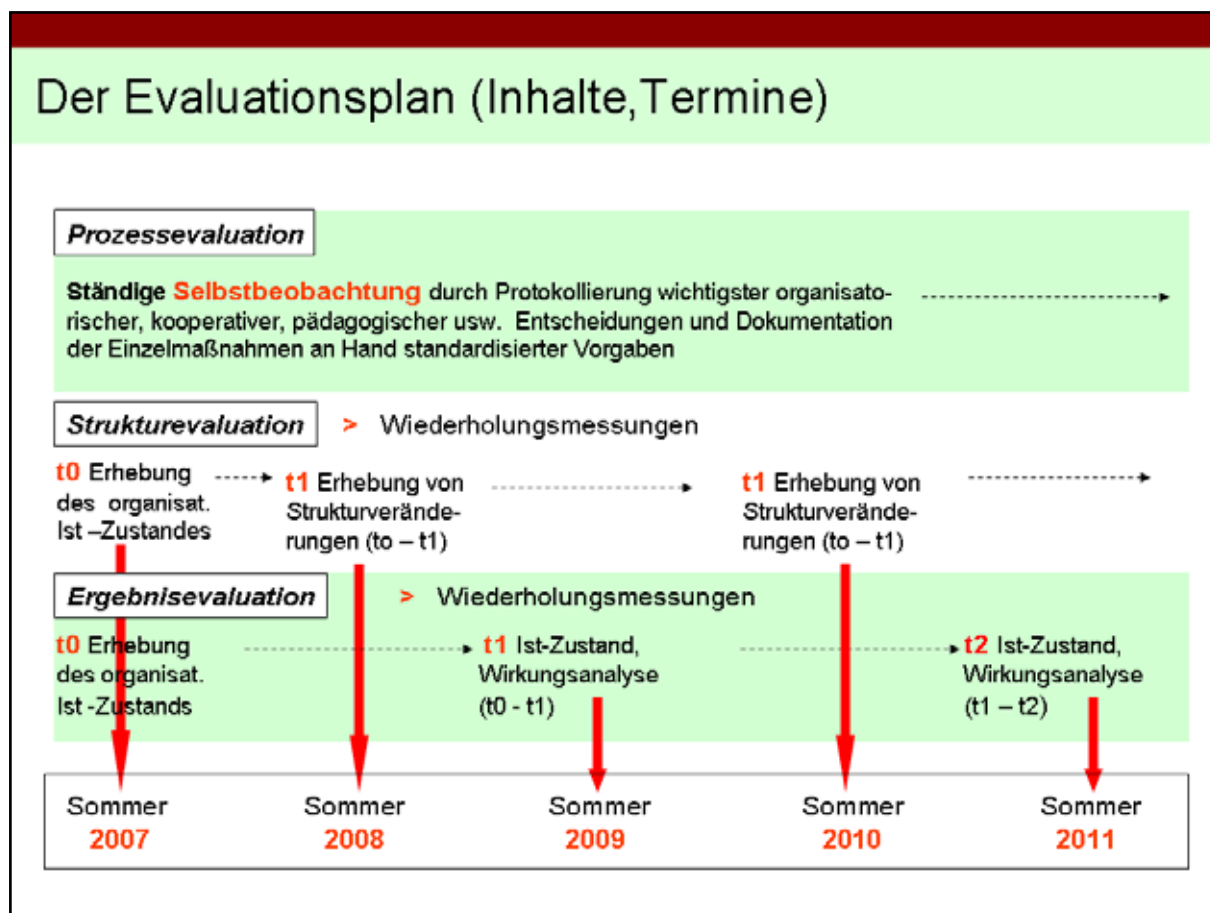 Der Evaluationsplan (Inhalte,Termine)
Prozessevaluation
Ständige Selbstbeobachtung durch Protokollierung wichtigster organisato-
rischer, kooperativer, pädagogischer usw. Entscheidungen und Dokumentation
der Einzelmaßnahmen an Hand standardisierter Vorgaben
Strukturevaluation > Wiederholungsmessungen
t0 Erhebung
des organisat.
Ist –Zustandes
t1 Erhebung von
Strukturverände-
rungen (to – t1)
t1 Erhebung von
Strukturverände-
rungen (to – t1)
Ergebnisevaluation > Wiederholungsmessungen
t0 Erhebung
des organisat.
Ist -Zustands
t1 Ist-Zustand,
Wirkungsanalyse
(t0 - t1)
t2 Ist-Zustand,
Wirkungsanalyse
(t1 – t2)
Sommer
2007
Sommer
2008
Sommer
2009
Sommer
2010
Sommer
2011